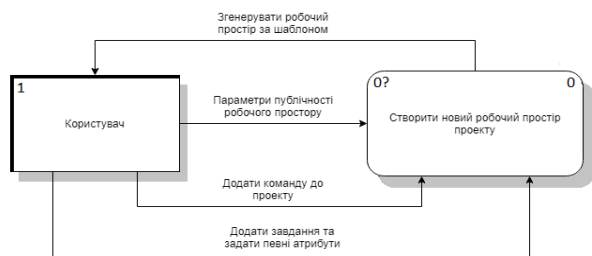 Згенерувати робочий
простір за шаблоном
1
Користувач
Параметри публічності
робочого простору
0?
0
Створити новий робочий простір
проекту
Додати команду до
проекту
Додати завдання та
задати певні атрибути